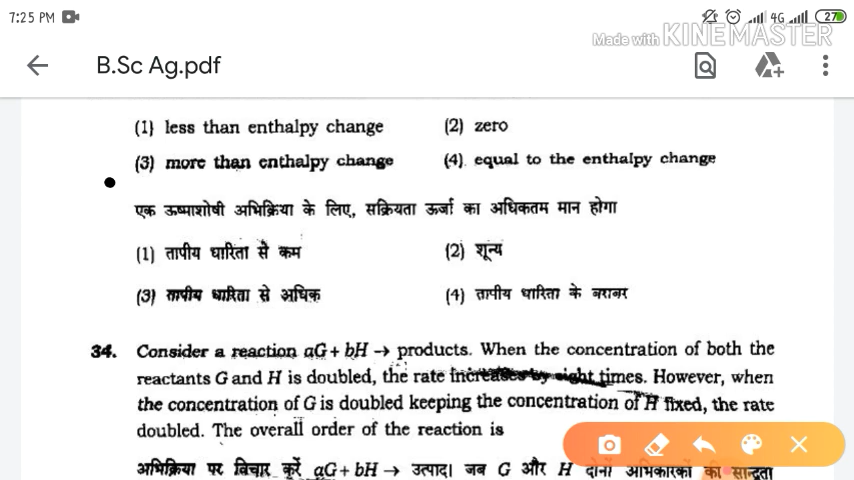 7:25 PM 4G 27
Made with KINEMASTER
B.Sc Ag.pdf
(1) less than enthalpy change (2) zero
(3) more than enthalpy change (4) equal to the enthalpy change
एक ऊष्माशोषी अभिक्रिया के लिए, सक्रियता ऊर्जा का अधिकतम मान होगा
(1) तापीय धारिता से कम (2) शून्य
(3) तापीय धारिता से अधिक (4) तापीय धारिता के बराबर
34. Consider a reaction aG + bH → products. When the concentration of both the
reactants G and H is doubled, the rate increases by eight times. However, when
the concentration of G is doubled keeping the concentration of H fixed, the rate
doubled. The overall order of the reaction is
अभिक्रिया पर विचार करें aG + bH → उत्पाद। जब G और H दोनों अभिकारकों की सान्द्रता